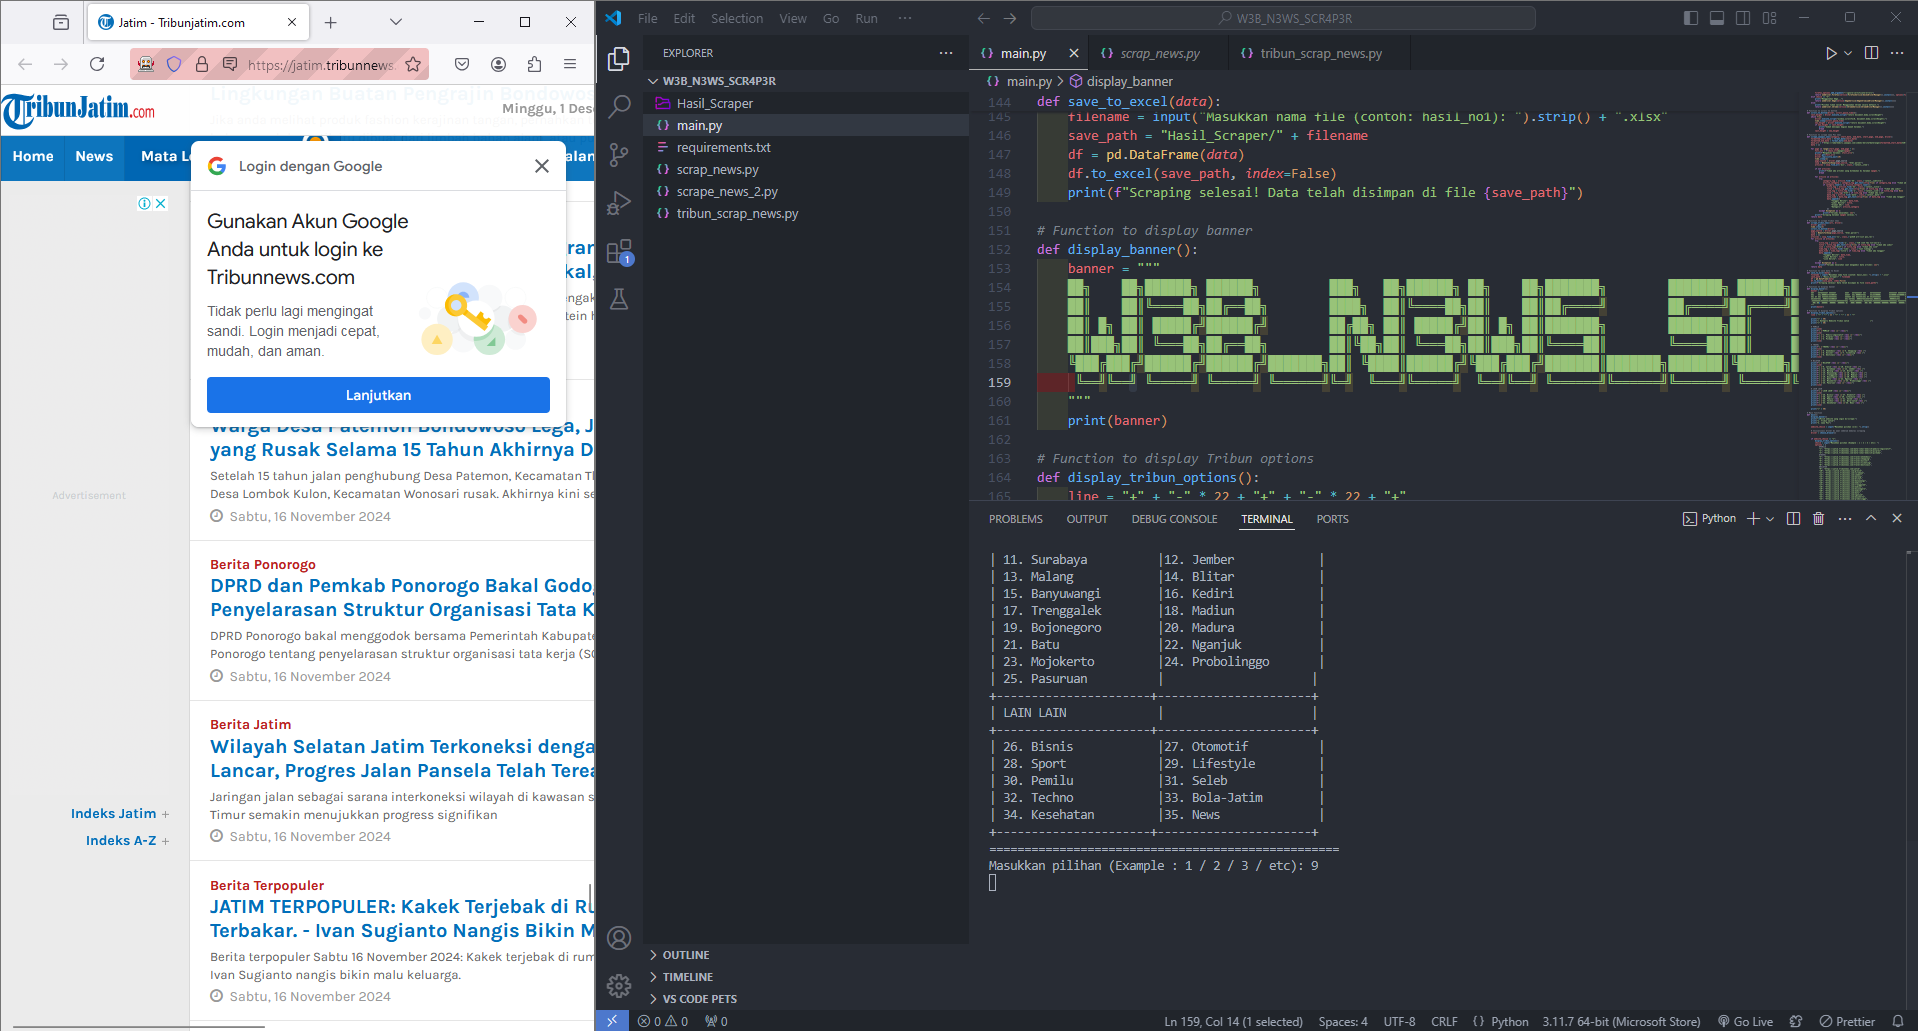 Jatim - Tribunjatim.com
https://jatim.tribunnews
Lingkungan Buatan Pengrajin Bondowos
TribunJatim.com
Minggu, 1 Des
Home
News
Mata L
alan
Login dengan Google
Gunakan Akun Google
Anda untuk login ke
Tribunnews.com
Tidak perlu lagi mengingat
sandi. Login menjadi cepat,
mudah, dan aman.
Lanjutkan
ran
kal,
Warga Desa Patemon Bondowoso Lega, J
yang Rusak Selama 15 Tahun Akhirnya D
Setelah 15 tahun jalan penghubung Desa Patemon, Kecamatan Tl
Desa Lombok Kulon, Kecamatan Wonosari rusak. Akhirnya kini se
Sabtu, 16 November 2024
Advertisement
Berita Ponorogo
DPRD dan Pemkab Ponorogo Bakal Godo
Penyelarasan Struktur Organisasi Tata K
DPRD Ponorogo bakal menggodok bersama Pemerintah Kabupate
Ponorogo tentang penyelarasan struktur organisasi tata kerja (SO
Sabtu, 16 November 2024
Berita Jatim
Wilayah Selatan Jatim Terkoneksi denga
Lancar, Progres Jalan Pansela Telah Terea
Jaringan jalan sebagai sarana interkoneksi wilayah di kawasan s
Timur semakin menujukkan progress signifikan
Sabtu, 16 November 2024
Indeks Jatim +
Indeks A-Z +
Berita Terpopuler
JATIM TERPOPULER: Kakek Terjebak di Ru
Terbakar. - Ivan Sugianto Nangis Bikin M
Berita terpopuler Sabtu 16 November 2024: Kakek terjebak di rum
Ivan Sugianto nangis bikin malu keluarga.
Sabtu, 16 November 2024
File Edit Selection View Go Run ···
W3B_N3WS_SCR4P3R
EXPLORER
W3B_N3WS_SCR4P3R
Hasil_Scraper
main.py
requirements.txt
scrap_news.py
scrape_news_2.py
tribun_scrap_news.py
1
OUTLINE
TIMELINE
VS CODE PETS
main.py
scrap_news.py
tribun_scrap_news.py
main.py > display_banner
144 def save_to_excel(data):
145 filename = input("Masukkan nama file (contoh: hasil_no1): ").strip() + ".xlsx"
146 save_path = "Hasil_Scraper/" + filename
147 df = pd.DataFrame(data)
148 df.to_excel(save_path, index=False)
149 print(f"Scraping selesai! Data telah disimpan di file {save_path}")
150
151 # Function to display banner
152 def display_banner():
153 banner = """
154
155
156
157
158
159
160 """
161 print(banner)
162
163 # Function to display Tribun options
164 def display_tribun_options():
165 line = "+" + "-" * 22 + "+" + "-" * 22 + "+"
PROBLEMS OUTPUT DEBUG CONSOLE TERMINAL PORTS
Python
| 11. Surabaya |12. Jember |
| 13. Malang |14. Blitar |
| 15. Banyuwangi |16. Kediri |
| 17. Trenggalek |18. Madiun |
| 19. Bojonegoro |20. Madura |
| 21. Batu |22. Nganjuk |
| 23. Mojokerto |24. Probolinggo |
| 25. Pasuruan | |
+----------------------+----------------------+
| LAIN LAIN | |
+----------------------+----------------------+
| 26. Bisnis |27. Otomotif |
| 28. Sport |29. Lifestyle |
| 30. Pemilu |31. Seleb |
| 32. Techno |33. Bola-Jatim |
| 34. Kesehatan |35. News |
+----------------------+----------------------+
==================================================
Masukkan pilihan (Example : 1 / 2 / 3 / etc): 9
0 0 0
Ln 159, Col 14 (1 selected) Spaces: 4 UTF-8 CRLF Python 3.11.7 64-bit (Microsoft Store) Go Live Prettier